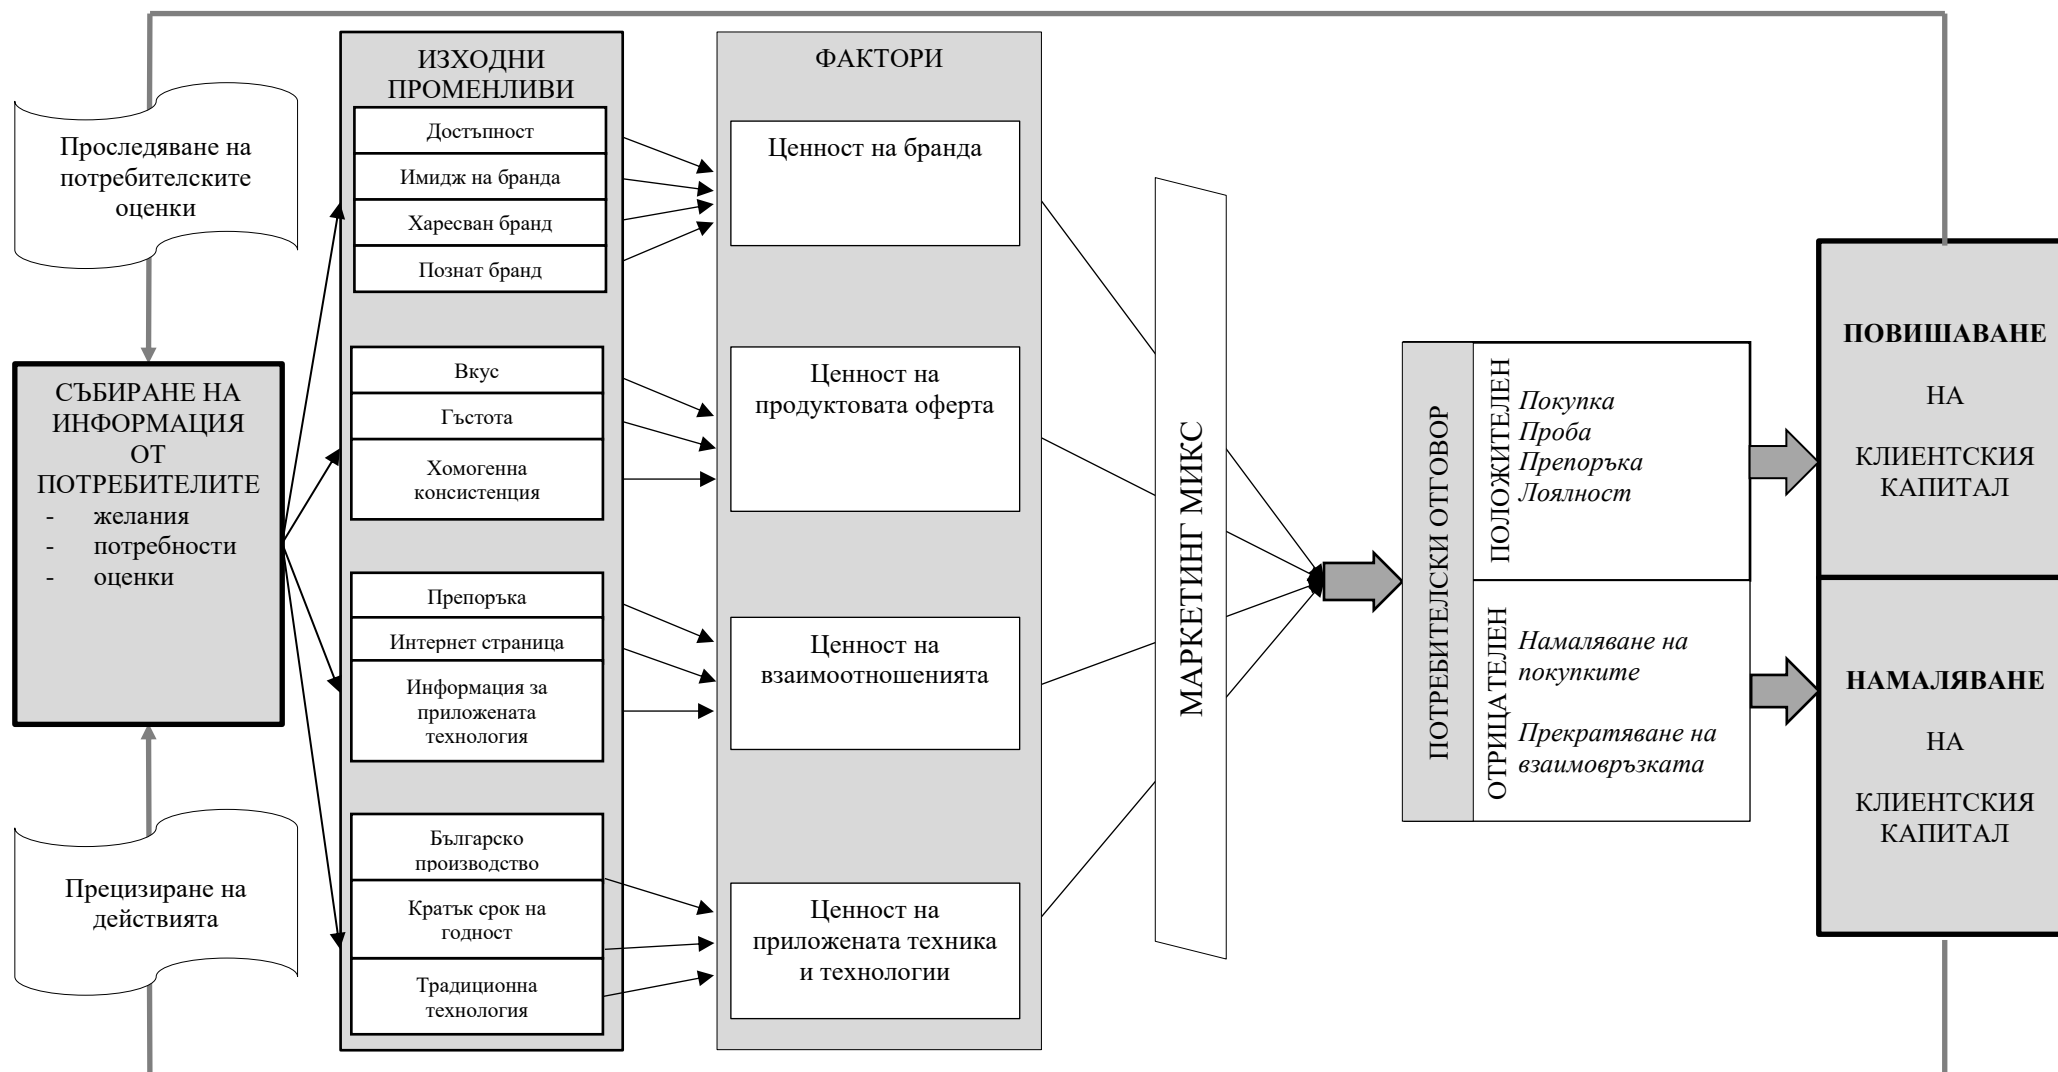 Проследяване на
потребителските
оценки
СЪБИРАНЕ НА
ИНФОРМАЦИЯ
ОТ
ПОТРЕБИТЕЛИТЕ
- желания
- потребности
- оценки
Прецизиране на
действията
ИЗХОДНИ
ПРОМЕНЛИВИ
Достъпност
Имидж на бранда
Харесван бранд
Познат бранд
Вкус
Гъстота
Хомогенна
консистенция
Препоръка
Интернет страница
Информация за
приложената
технология
Българско
производство
Кратък срок на
годност
Традиционна
технология
ФАКТОРИ
Ценност на бранда
Ценност на
продуктовата оферта
Ценност на
взаимоотношенията
Ценност на
приложената техника
и технологии
МАРКЕТИНГ МИКС
ПОТРЕБИТЕЛСКИ ОТГОВОР
ПОЛОЖИТЕЛЕН
Покупка
Проба
Препоръка
Лоялност
ОТРИЦАТЕЛЕН
Намаляване на
покупките
Прекратяване на
взаимовръзката
ПОВИШАВАНЕ
НА
КЛИЕНТСКИЯ
КАПИТАЛ
НАМАЛЯВАНЕ
НА
КЛИЕНТСКИЯ
КАПИТАЛ